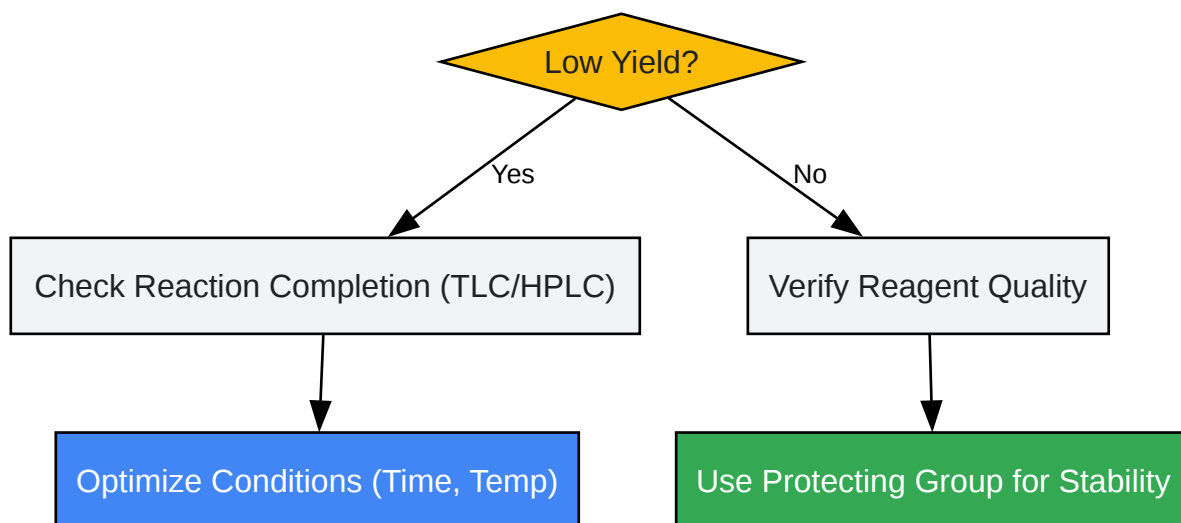 Low Yield?
Yes
No
Check Reaction Completion (TLC/HPLC)
Verify Reagent Quality
Optimize Conditions (Time, Temp)
Use Protecting Group for Stability